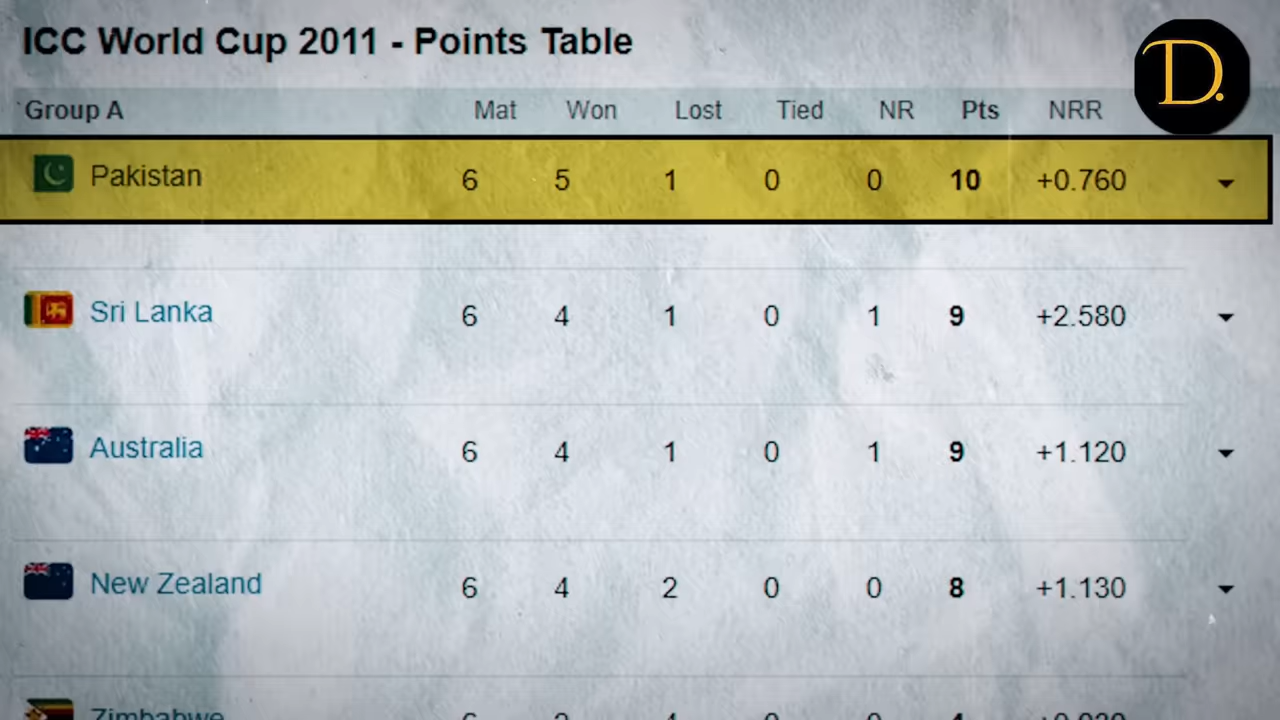 ICC World Cup 2011 - Points Table
D.
Group A Mat Won Lost Tied NR Pts NRR
Pakistan 6 5 1 0 0 10 +0.760
Sri Lanka 6 4 1 0 1 9 +2.580
Australia 6 4 1 0 1 9 +1.120
New Zealand 6 4 2 0 0 8 +1.130
Zimbabwe